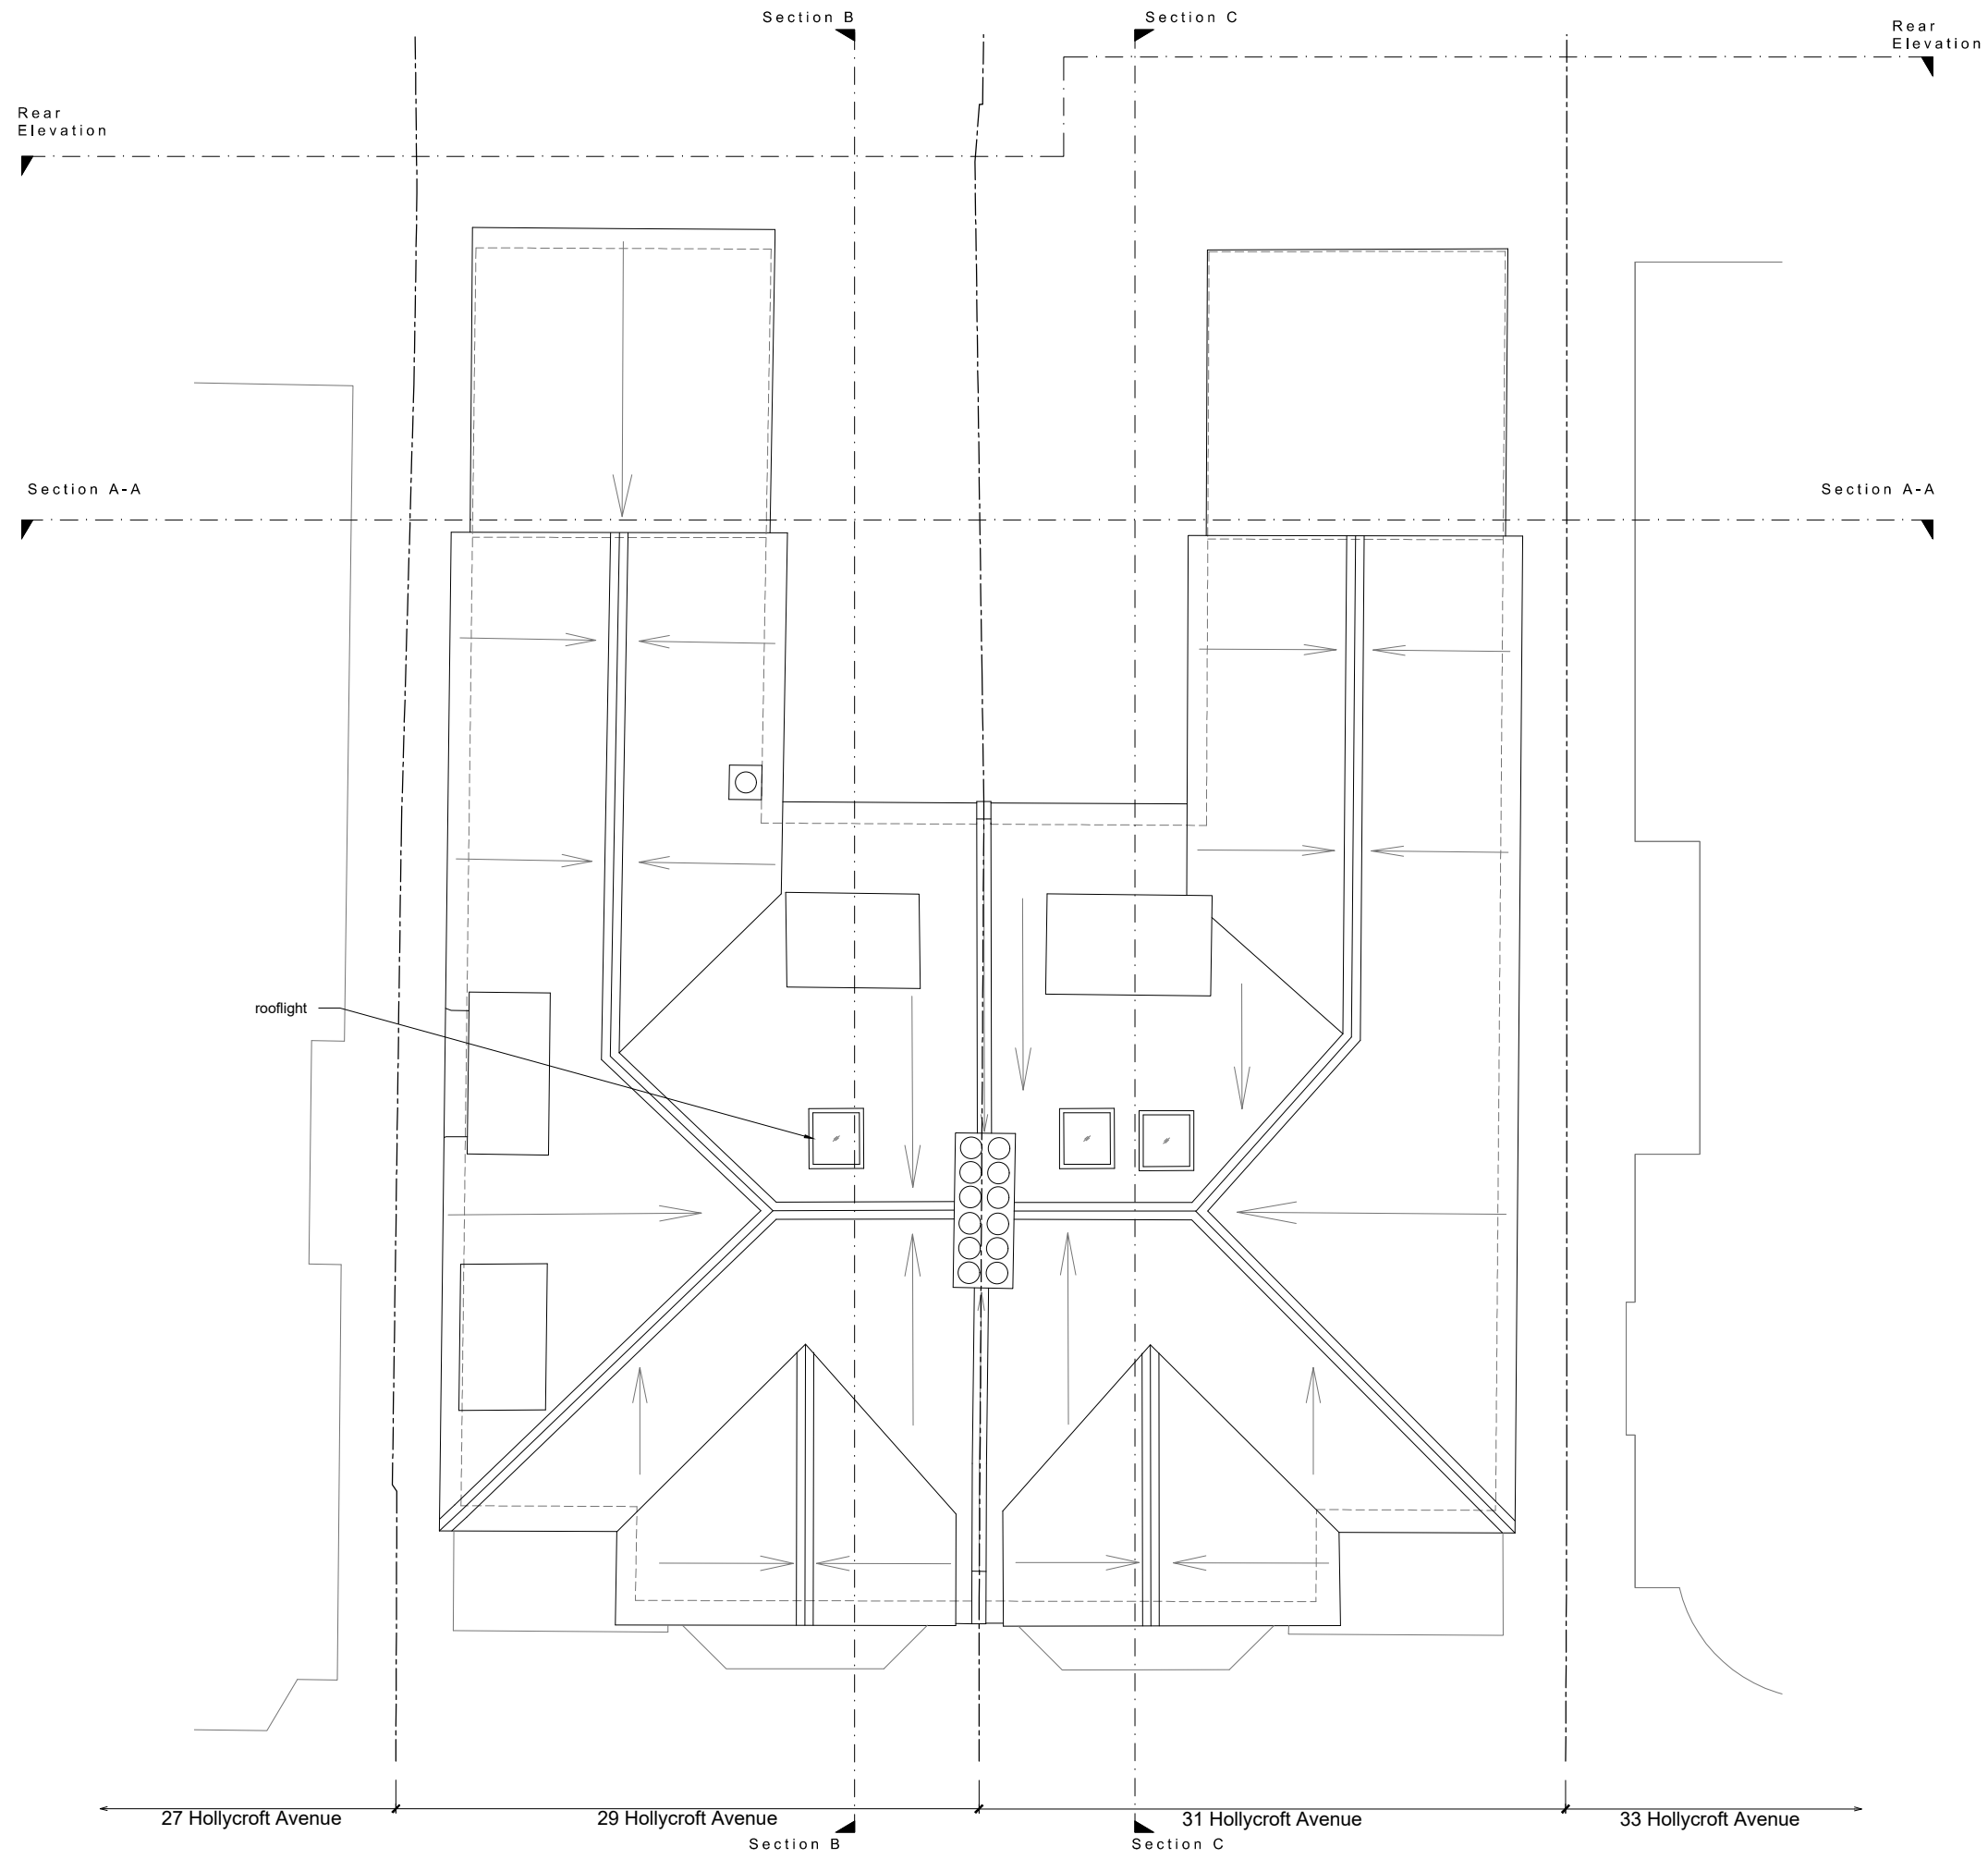 Section B
Section C
Rear
Elevation
Rear
Elevation
Section A-A
Section A-A
rooflight
27 Hollycroft Avenue
29 Hollycroft Avenue
31 Hollycroft Avenue
33 Hollycroft Avenue
Section B
Section C